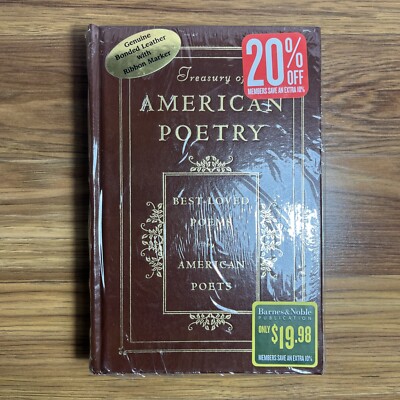 Genuine
Bonded Leather
with
Ribbon Marker
20% OFF
MEMBERS SAVE AN EXTRA 10%
Treasury of
AMERICAN
POETRY
BEST-LOVED
POEMS
AMERICAN
POETS
Barnes&Noble
PUBLICATION
ONLY $19.98
MEMBERS SAVE AN EXTRA 10%